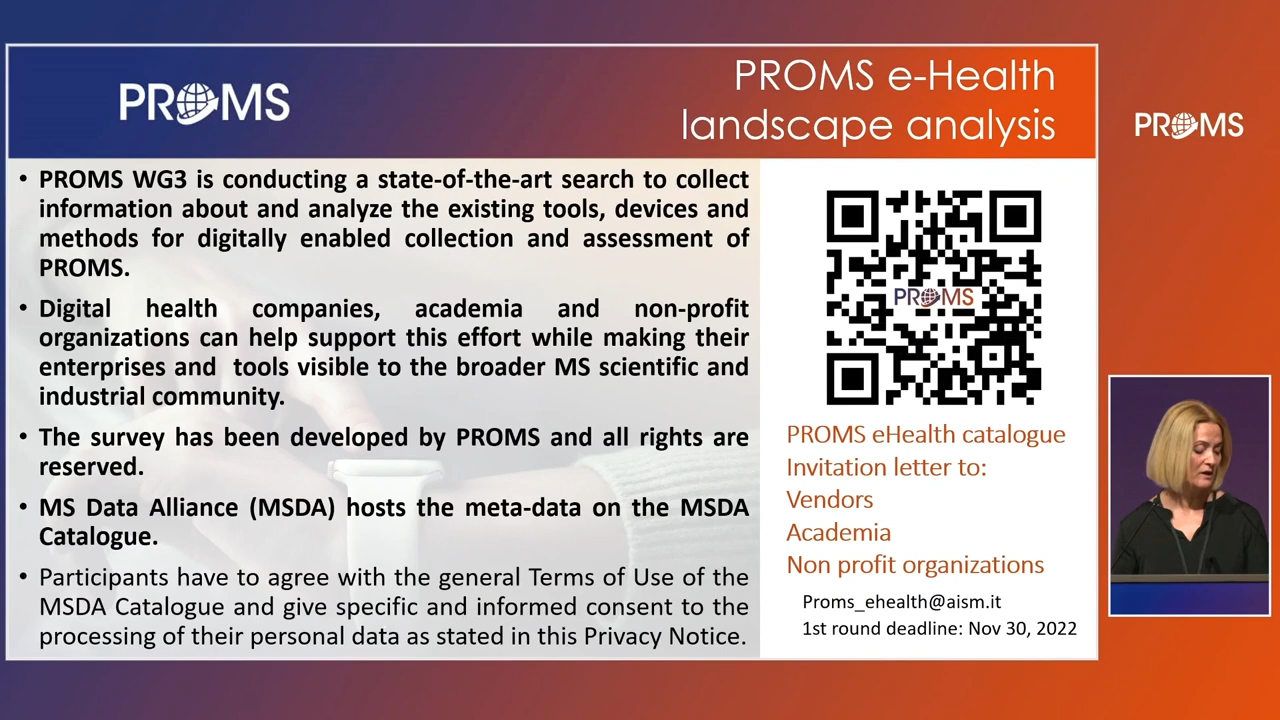 PROMS
PROMS e-Health
landscape analysis
PROMS
• PROMS WG3 is conducting a state-of-the-art search to collect
information about and analyze the existing tools, devices and
methods for digitally enabled collection and assessment of
PROMS.
• Digital health companies, academia and non-profit
organizations can help support this effort while making their
enterprises and tools visible to the broader MS scientific and
industrial community.
• The survey has been developed by PROMS and all rights are
reserved.
• MS Data Alliance (MSDA) hosts the meta-data on the MSDA
Catalogue.
• Participants have to agree with the general Terms of Use of the
MSDA Catalogue and give specific and informed consent to the
processing of their personal data as stated in this Privacy Notice.
PROMS
PROMS eHealth catalogue
Invitation letter to:
Vendors
Academia
Non profit organizations
Proms_ehealth@aism.it
1st round deadline: Nov 30, 2022